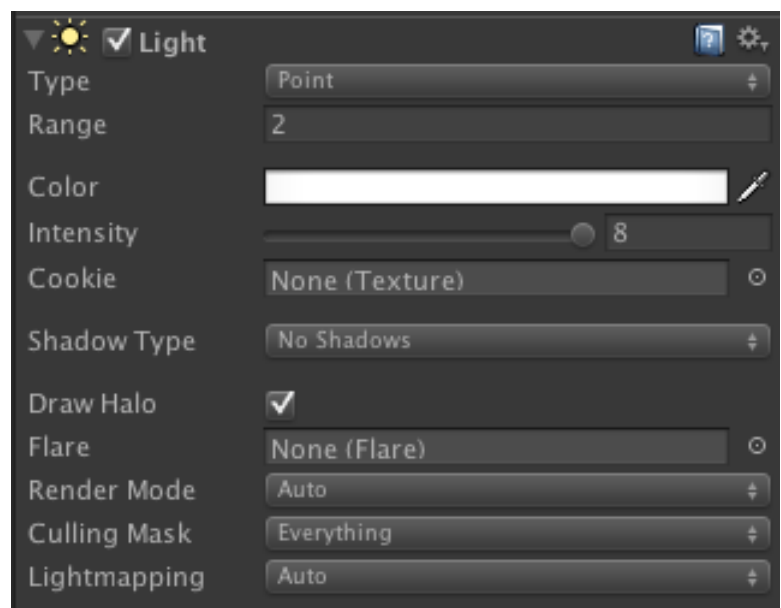 Light
Type Point
Range 2
Color
Intensity 8
Cookie None (Texture)
Shadow Type No Shadows
Draw Halo
Flare None (Flare)
Render Mode Auto
Culling Mask Everything
Lightmapping Auto